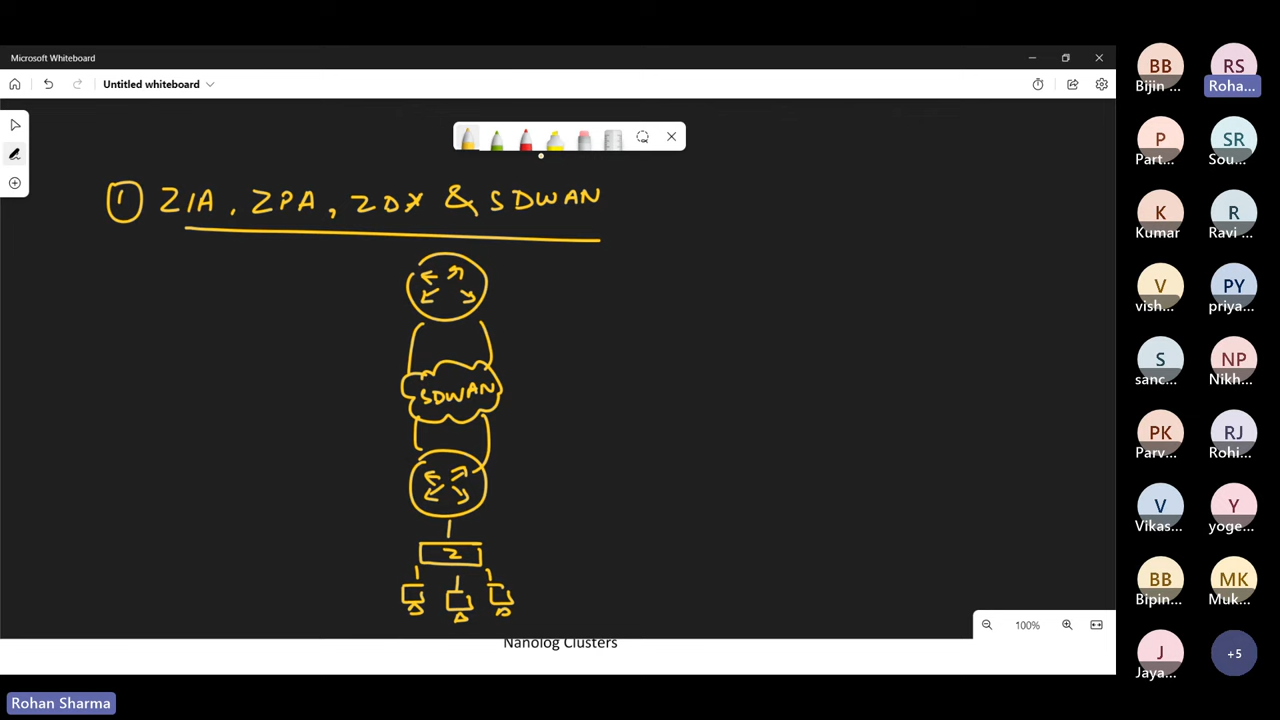 Microsoft Whiteboard
Untitled whiteboard
① ZIA, ZPA, ZDX & SDWAN
SDWAN
2
100%
Nanolog Clusters
Rohan Sharma
BB
Bijin ...
RS
Roha...
P
Part...
SR
Sou...
K
Kumar
R
Ravi ...
V
vish...
PY
priya...
S
sanc...
NP
Nikh...
PK
Parv...
RJ
Rohi...
V
Vikas...
Y
yoge...
BB
Bipin...
MK
Muk...
J
Jaya...
+5